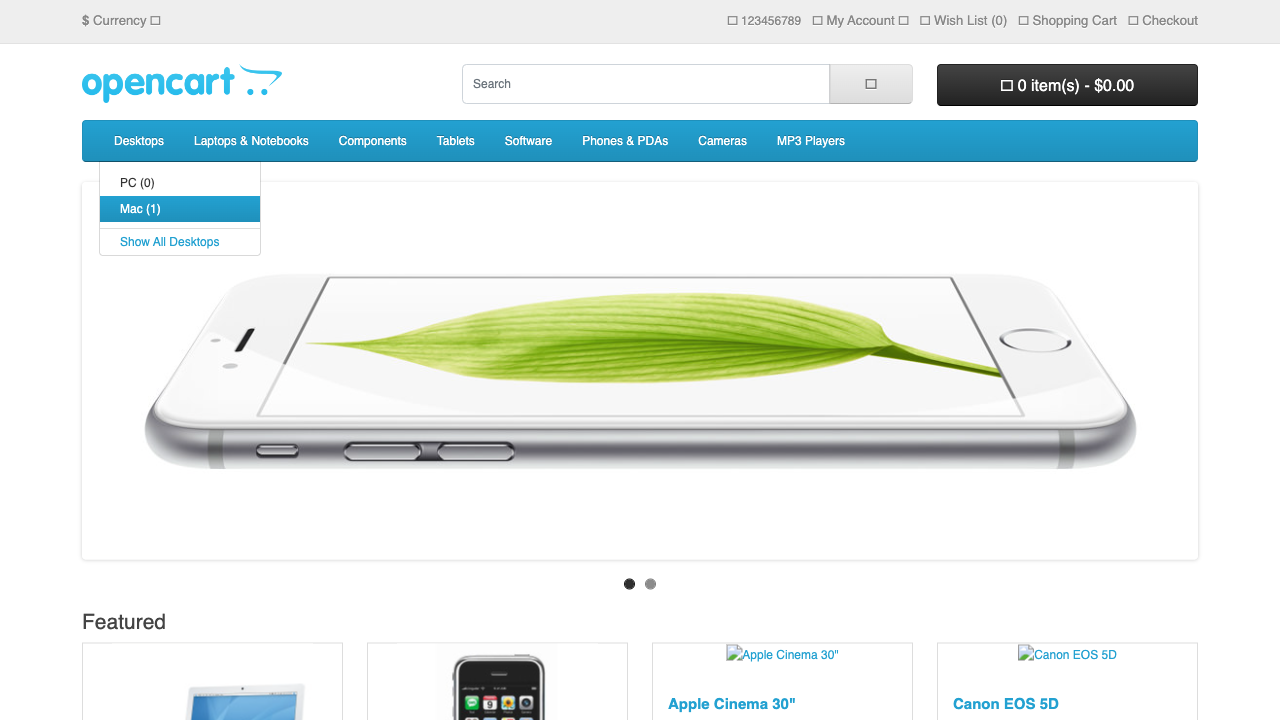 $ Currency
123456789 My Account Wish List (0) Shopping Cart Checkout
opencart
Search
0 item(s) - $0.00
Desktops Laptops & Notebooks Components Tablets Software Phones & PDAs Cameras MP3 Players
PC (0)
Mac (1)
Show All Desktops
Featured
Apple Cinema 30"
Canon EOS 5D
Apple Cinema 30"
Canon EOS 5D